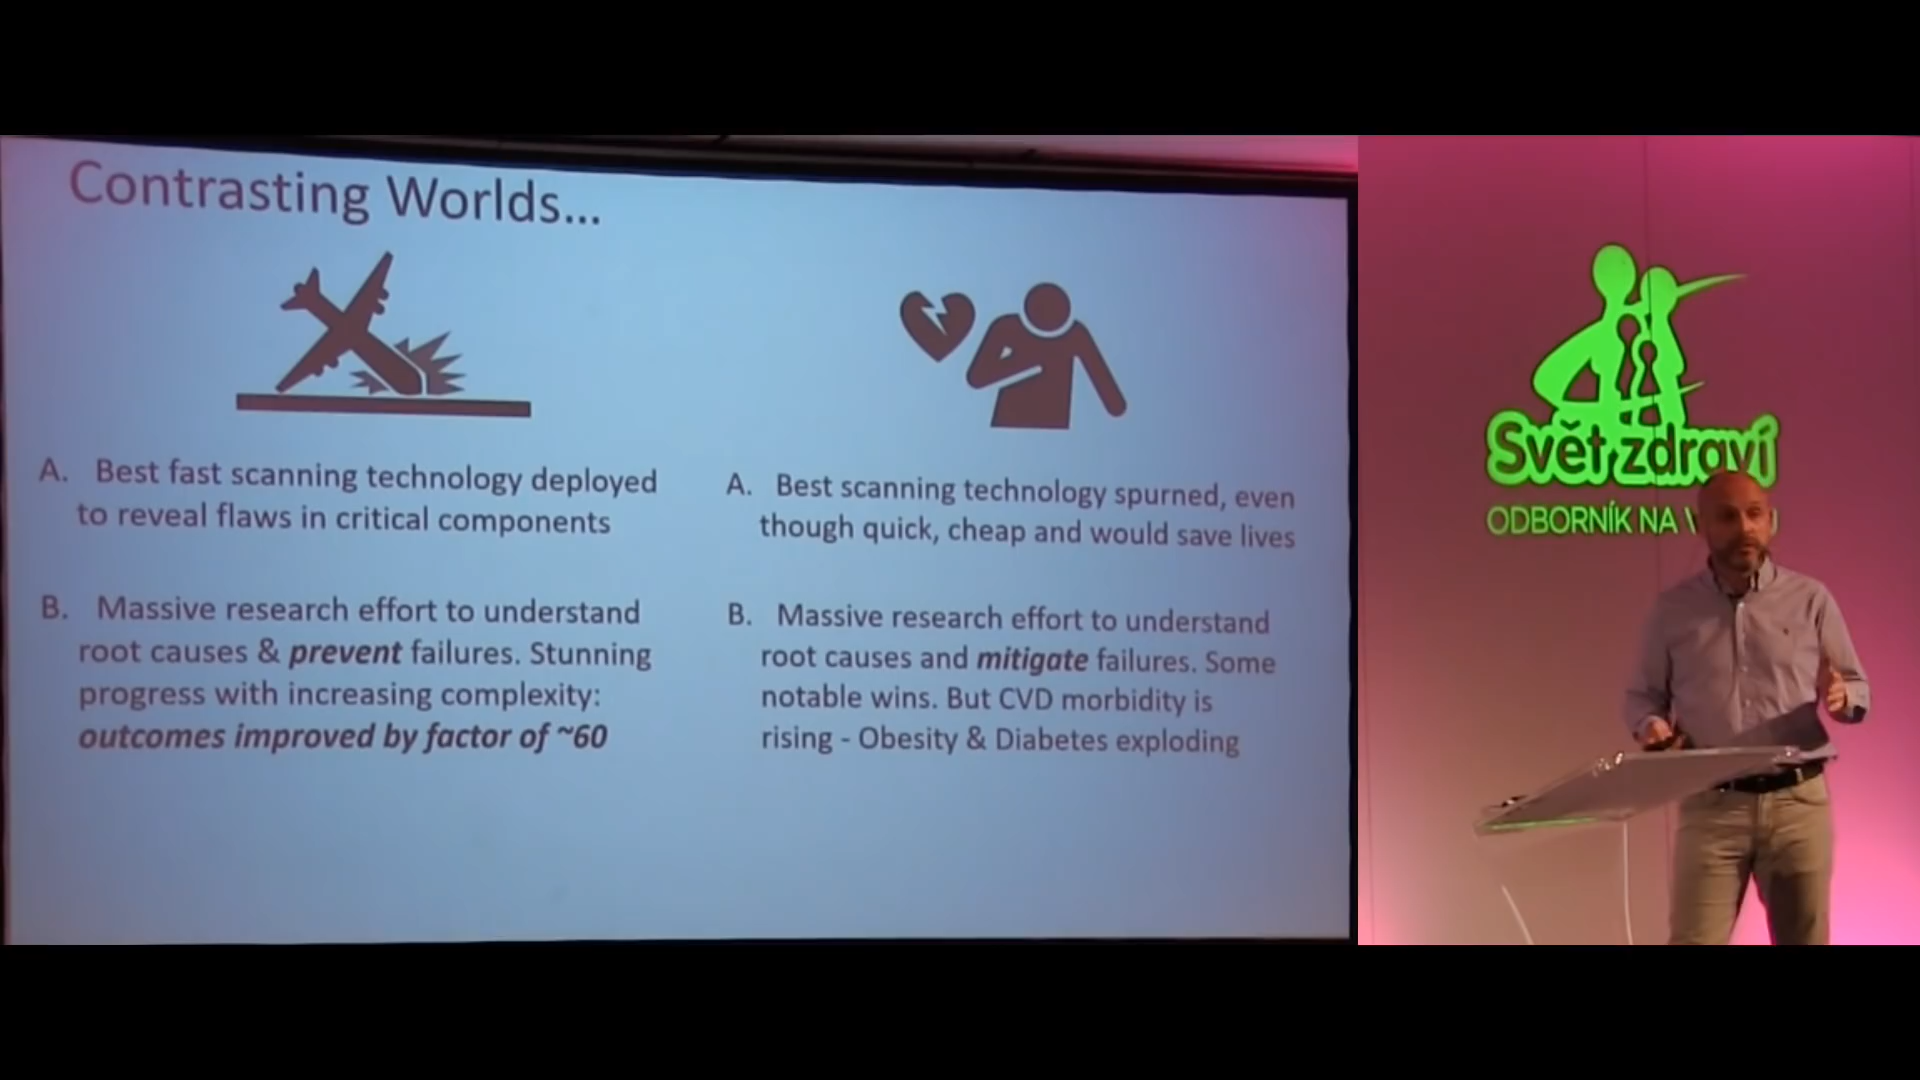 Contrasting Worlds...
A. Best fast scanning technology deployed
to reveal flaws in critical components
B. Massive research effort to understand
root causes & prevent failures. Stunning
progress with increasing complexity:
outcomes improved by factor of ~60
A. Best scanning technology spurned, even
though quick, cheap and would save lives
B. Massive research effort to understand
root causes and mitigate failures. Some
notable wins. But CVD morbidity is
rising - Obesity & Diabetes exploding
Svět zdraví
ODBORNÍK NA